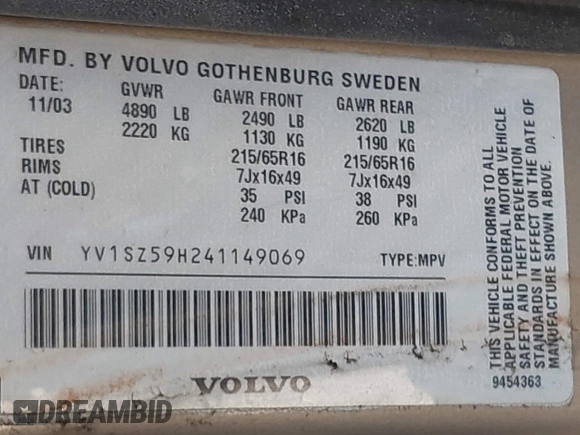 MFD. BY VOLVO GOTHENBURG SWEDEN
DATE: GVWR GAWR FRONT GAWR REAR
11/03 4890 LB 2490 LB 2620 LB
2220 KG 1130 KG 1190 KG
TIRES 215/65R16 215/65R16
RIMS 7Jx16x49 7Jx16x49
AT (COLD) 35 PSI 38 PSI
240 KPa 260 KPa
VIN YV1SZ59H241149069 TYPE:MPV
VOLVO
THIS VEHICLE CONFORMS TO ALL
APPLICABLE FEDERAL MOTOR VEHICLE
SAFETY AND THEFT PREVENTION
STANDARDS IN EFFECT ON THE DATE OF
MANUFACTURE SHOWN ABOVE.
9454363
DREAMBID